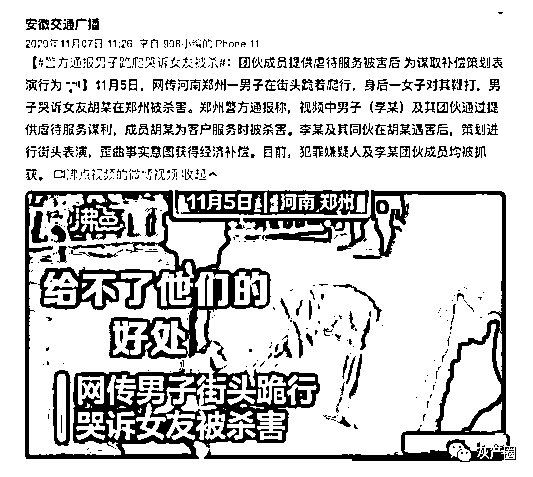 安徽交通广播
2020年11月07日 11:26 来自 908小编的iPhone 11
【#警方通报男子跪爬哭诉女友被杀#：团伙成员提供虐待服务被害后 为谋取补偿策划表
演行为】11月5日，网传河南郑州一男子在街头跪着爬行，身后一女子对其鞭打，男
子哭诉女友胡某在郑州被杀害。郑州警方通报称，视频中男子（李某）及其团伙通过提
供虐待服务谋利，成员胡某为客户服务时被杀害。李某及其同伙在胡某遇害后，策划进
行街头表演，歪曲事实意图获得经济补偿。目前，犯罪嫌疑人及李某团伙成员均被抓
获。沸点视频的微博视频 收起
11月5日 河南 郑州
沸点
给不了他们的
好处
网传男子街头跪行
哭诉女友被杀害
灰产圈